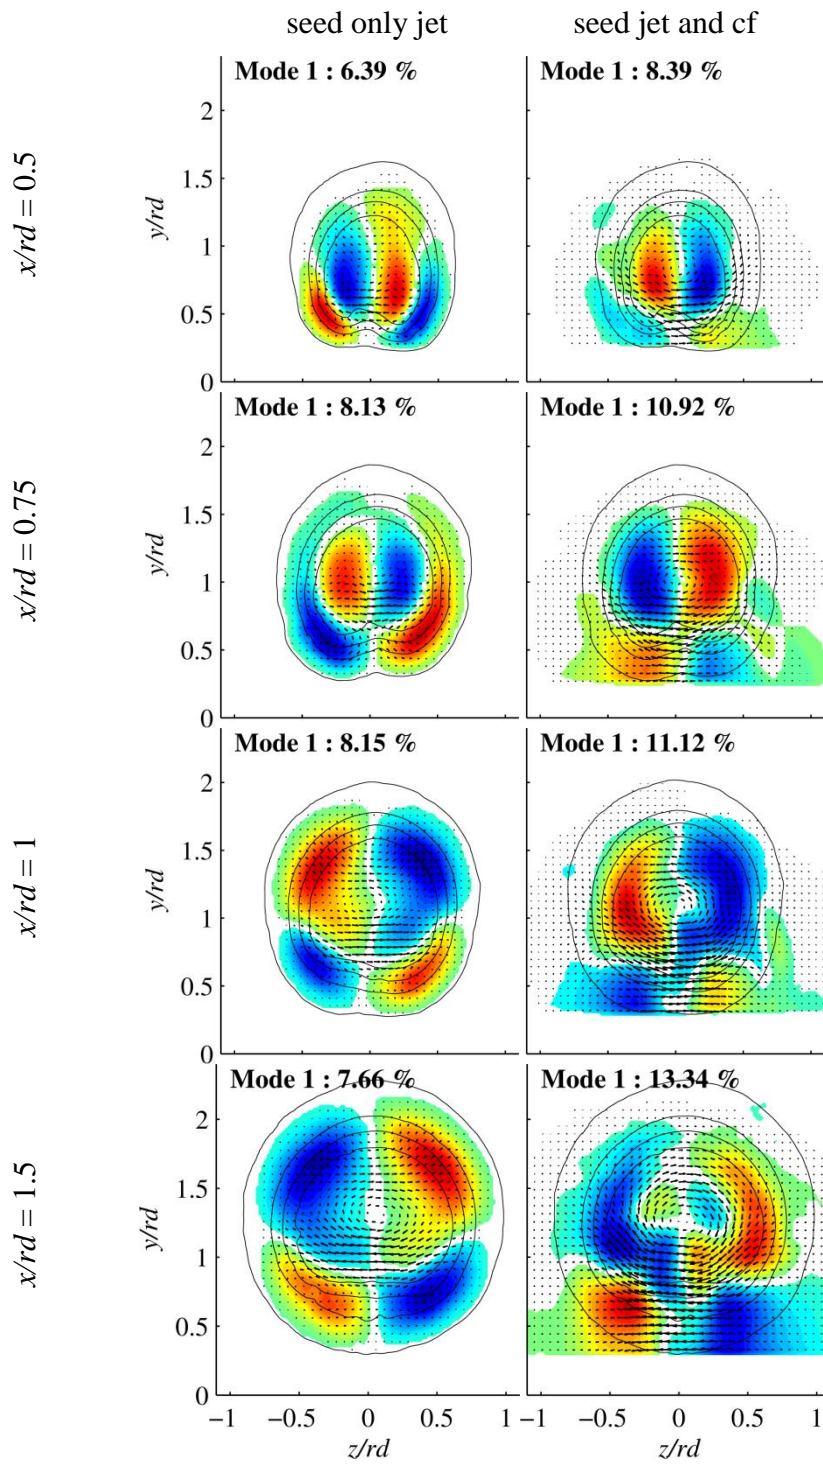 seed only jet
seed jet and cf
x/rd = 0.5
Mode 1 : 6.39 %
Mode 1 : 8.39 %
y/rd
2
1.5
1
0.5
0
x/rd = 0.75
Mode 1 : 8.13 %
Mode 1 : 10.92 %
y/rd
2
1.5
1
0.5
0
x/rd = 1
Mode 1 : 8.15 %
Mode 1 : 11.12 %
y/rd
2
1.5
1
0.5
0
x/rd = 1.5
Mode 1 : 7.66 %
Mode 1 : 13.34 %
y/rd
2
1.5
1
0.5
0
−1 −0.5 0 0.5 1
−1 −0.5 0 0.5 1
z/rd
z/rd